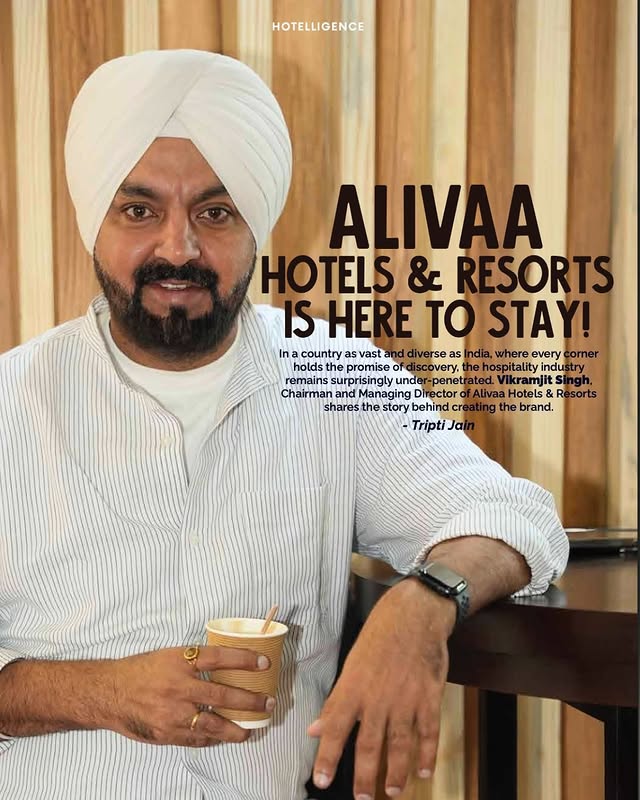 HOTELLIGENCE
ALIVAA
HOTELS & RESORTS
IS HERE TO STAY!
In a country as vast and diverse as India, where every corner
holds the promise of discovery, the hospitality industry
remains surprisingly under-penetrated. Vikramjit Singh,
Chairman and Managing Director of Alivaa Hotels & Resorts
shares the story behind creating the brand.
- Tripti Jain